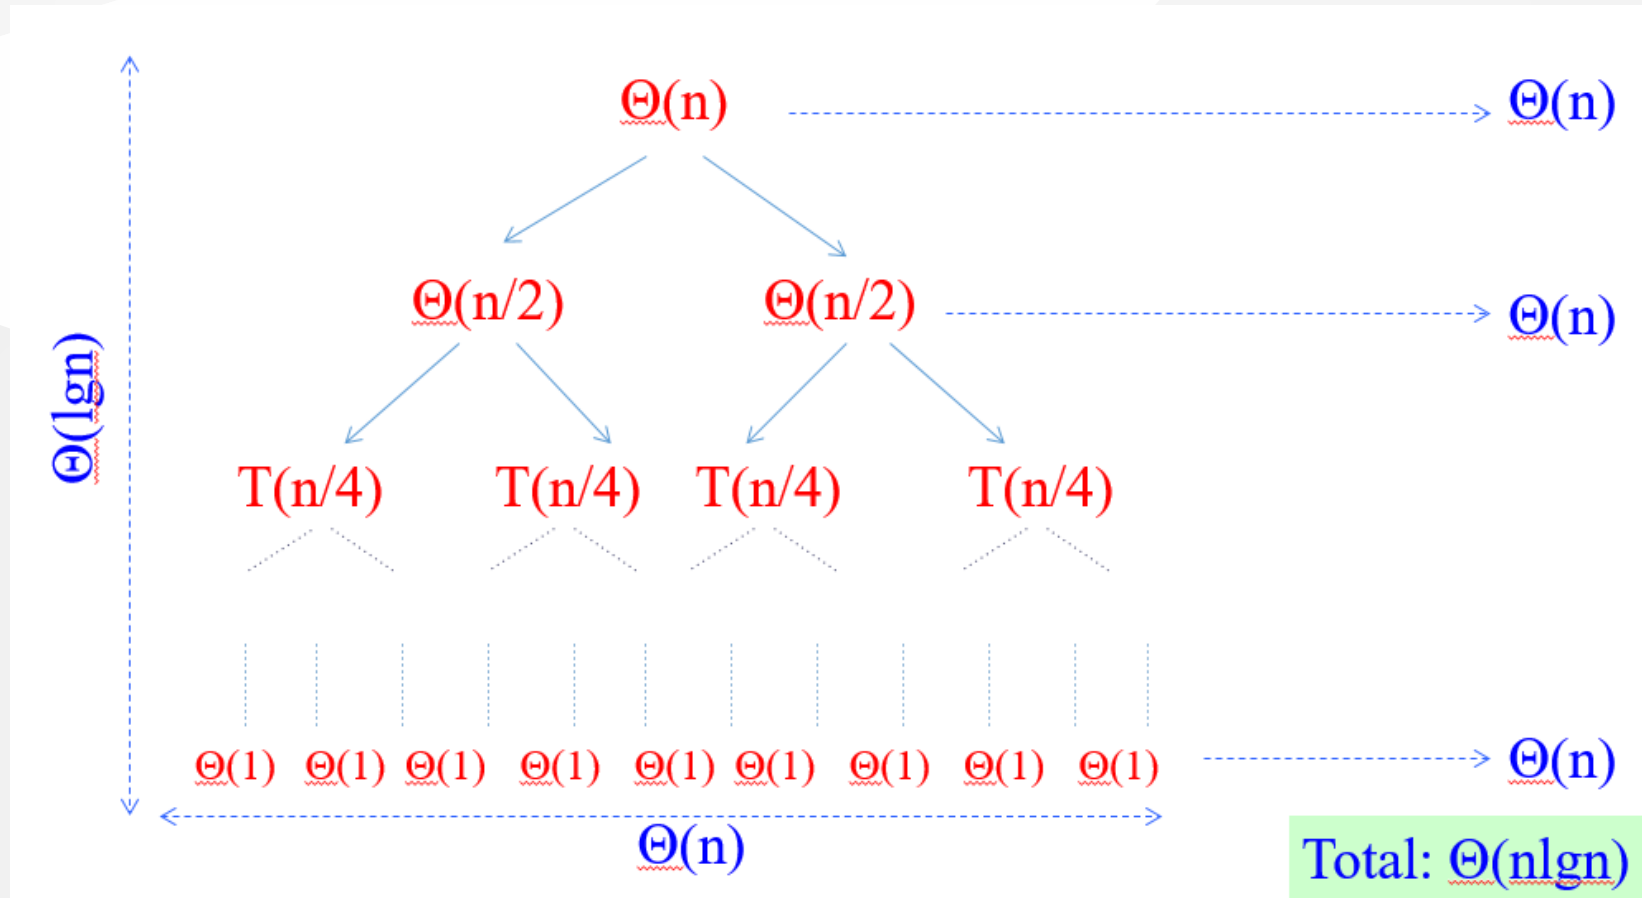 Θ(n) Θ(n)
Θ(n/2) Θ(n/2) Θ(n)
Θ(lgn)
T(n/4) T(n/4) T(n/4) T(n/4)
Θ(1) Θ(1) Θ(1) Θ(1) Θ(1) Θ(1) Θ(1) Θ(1) Θ(1) Θ(n)
Θ(n)
Total: Θ(nlgn)